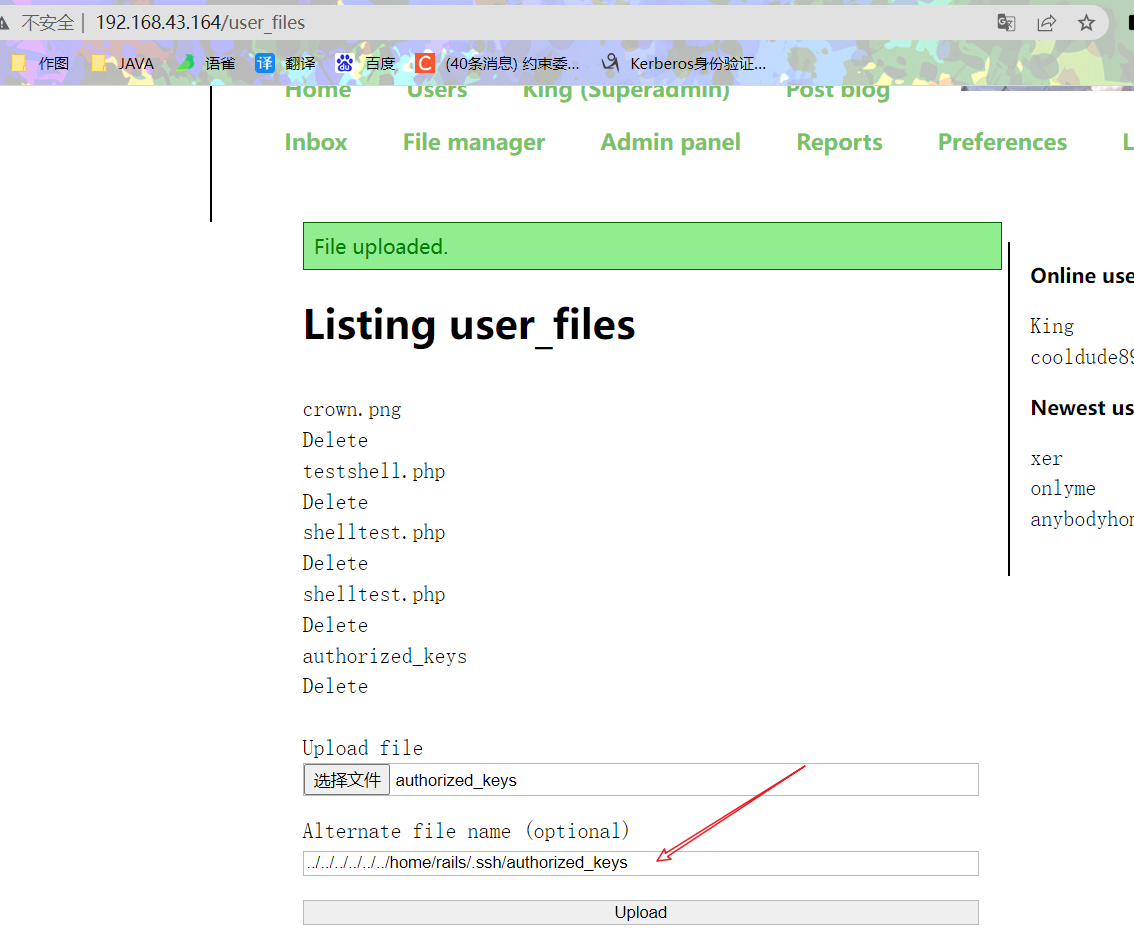 不安全 | 192.168.43.164/user_files
作图 JAVA 语雀 译 翻译 百度 C (40条消息) 约束委... Kerberos身份验证...
Home Users King (Superadmin) Post blog
Inbox File manager Admin panel Reports Preferences L
File uploaded.
Listing user_files
crown.png
Delete
testshell.php
Delete
shelltest.php
Delete
shelltest.php
Delete
authorized_keys
Delete
Upload file
选择文件 authorized_keys
Alternate file name (optional)
../../../../../../home/rails/.ssh/authorized_keys
Upload
Online use
King
cooldude89
Newest us
xer
onlyme
anybodyhom